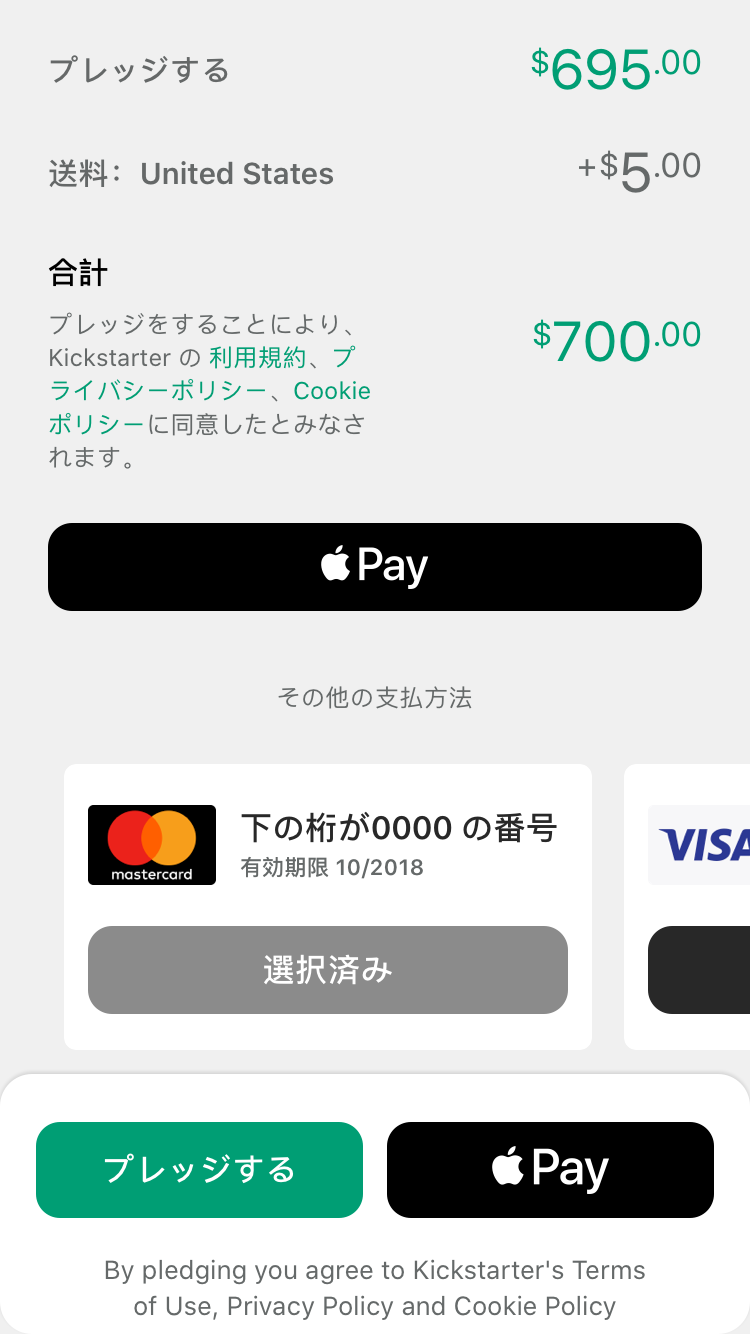 プレッジする $695.00
送料： United States +$5.00
合計
プレッジをすることにより、
Kickstarter の 利用規約、プ
ライバシーポリシー、Cookie
ポリシーに同意したとみなさ
れます。
$700.00
Pay
その他の支払方法
mastercard
下の桁が0000 の番号
有効期限 10/2018
選択済み
VISA
プレッジする
Pay
By pledging you agree to Kickstarter's Terms
of Use, Privacy Policy and Cookie Policy